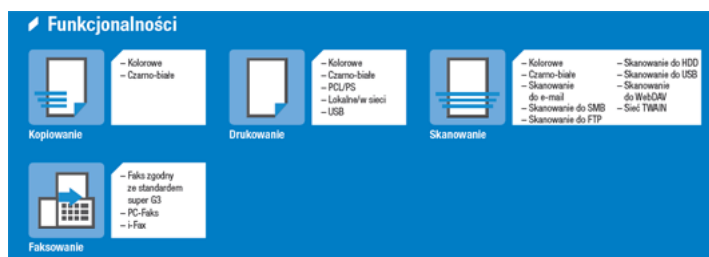 Funkcjonalności
– Kolorowe
– Czarno-białe
Kopiowanie
– Kolorowe
– Czarno-białe
– PCL/PS
– Lokalne/w sieci
– USB
Drukowanie
– Kolorowe
– Czarno-białe
– Skanowanie
do e-mail
– Skanowanie do SMB
– Skanowanie do FTP
– Skanowanie do HDD
– Skanowanie do USB
– Skanowanie
do WebDAV
– Sieć TWAIN
Skanowanie
– Faks zgodny
ze standardem
super G3
– PC-Faks
– i-Fax
Faksowanie